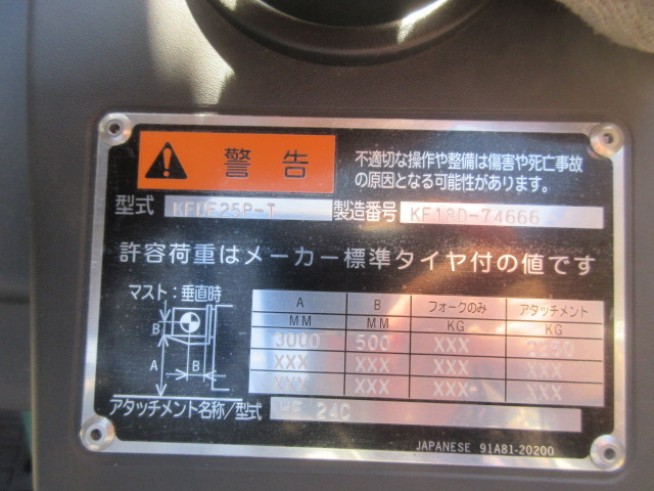 警告
不適切な操作や整備は傷害や死亡事故
の原因となる可能性があります。
型式
製造番号 KF18D-74666
許容荷重はメーカー標準タイヤ付の値です
マスト：垂直時
A B フォークのみ アタッチメント
MM MM KG KG
3000 500 XXX
XXX XXX XXX XXX
XXX XXX XXX XXX
B
A B
アタッチメント名称/型式 24C
JAPANESE 91A81-20200